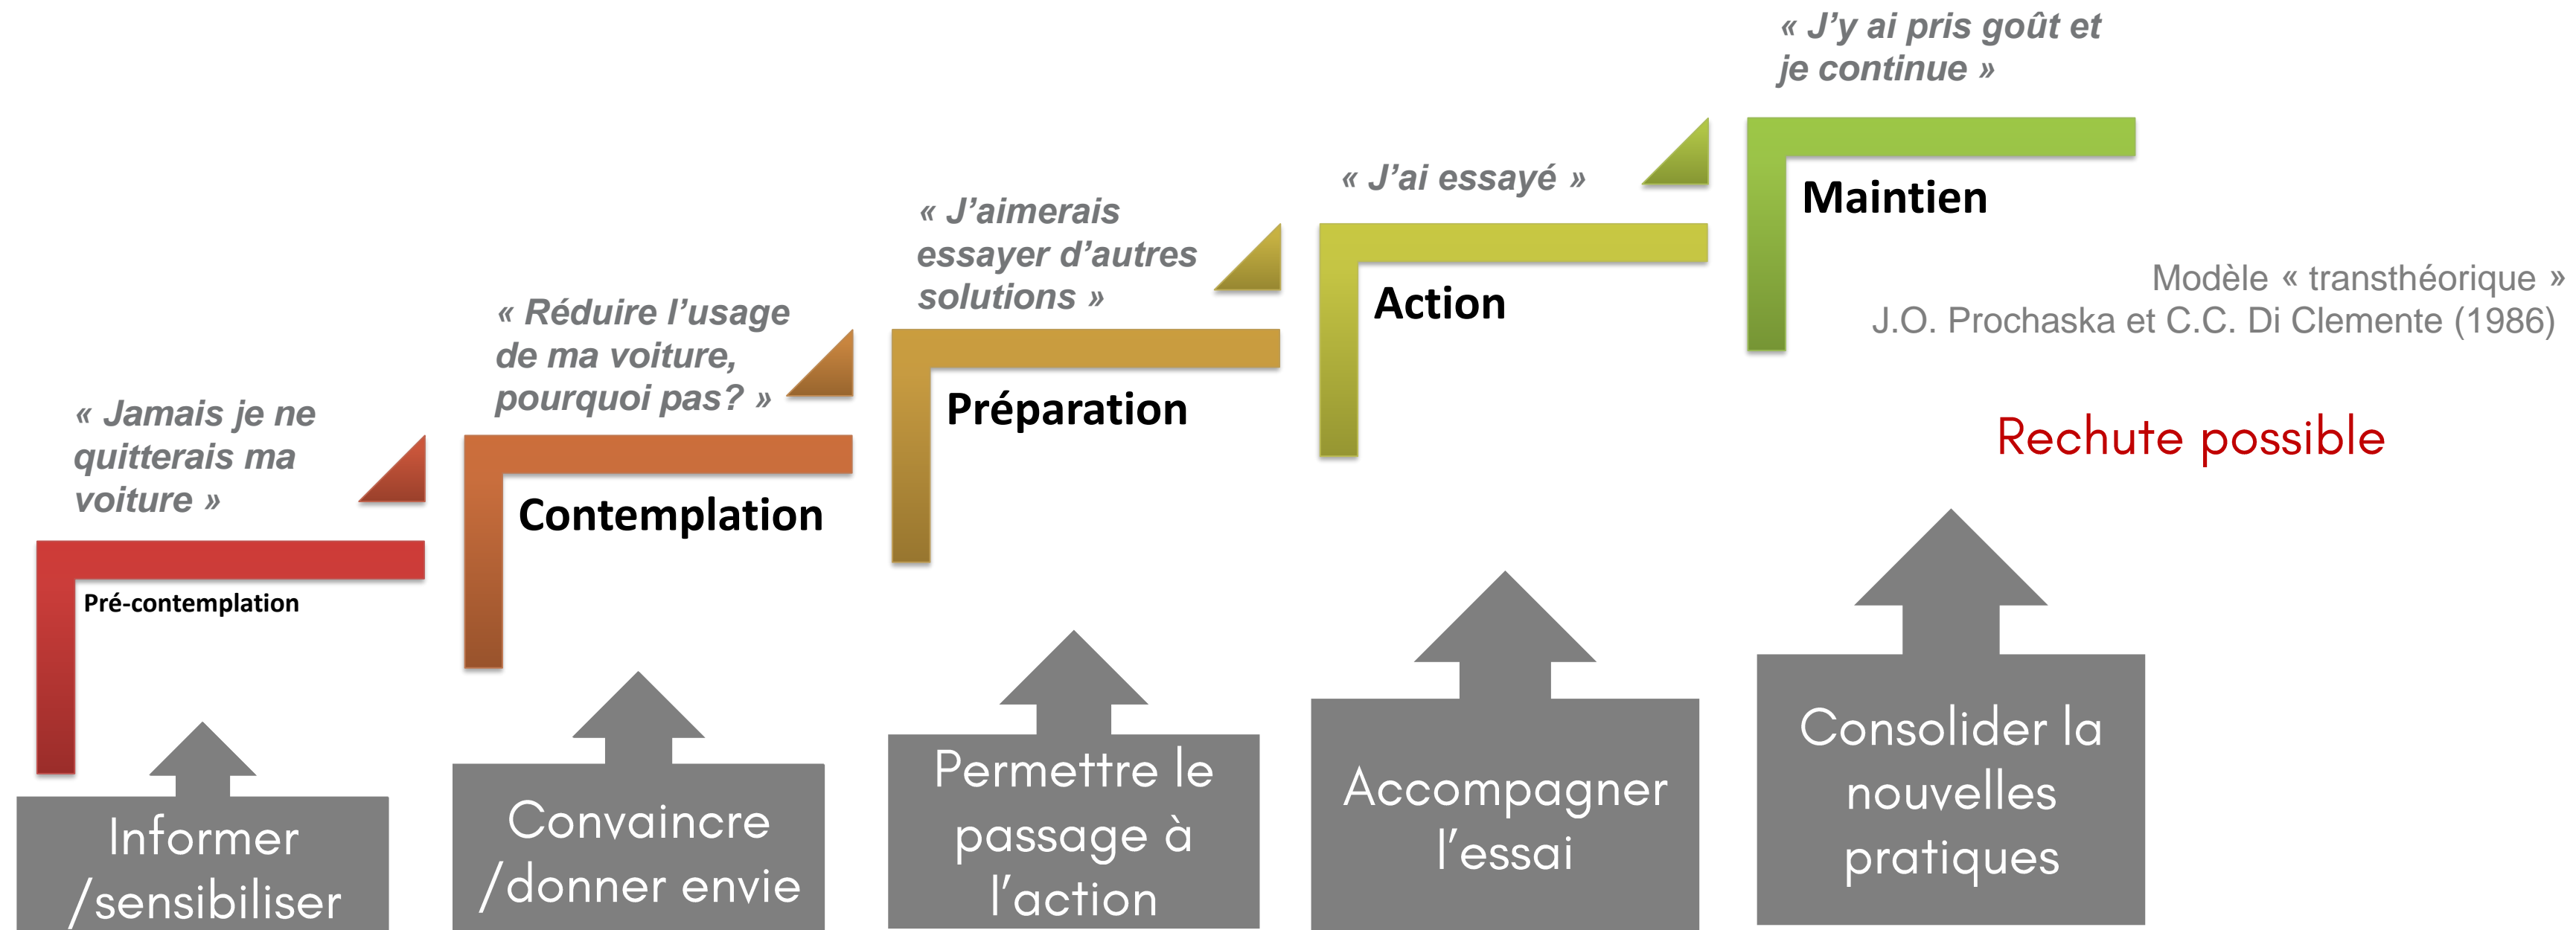 « J'y ai pris goût et
je continue »
Maintien
« J'ai essayé »
Action
« J'aimerais
essayer d'autres
solutions »
Préparation
« Réduire l'usage
de ma voiture,
pourquoi pas? »
Contemplation
« Jamais je ne
quitterais ma
voiture »
Pré-contemplation
Modèle « transthéorique »
J.O. Prochaska et C.C. Di Clemente (1986)
Rechute possible
Informer
/sensibiliser
Convaincre
/donner envie
Permettre le
passage à
l'action
Accompagner
l'essai
Consolider la
nouvelles
pratiques